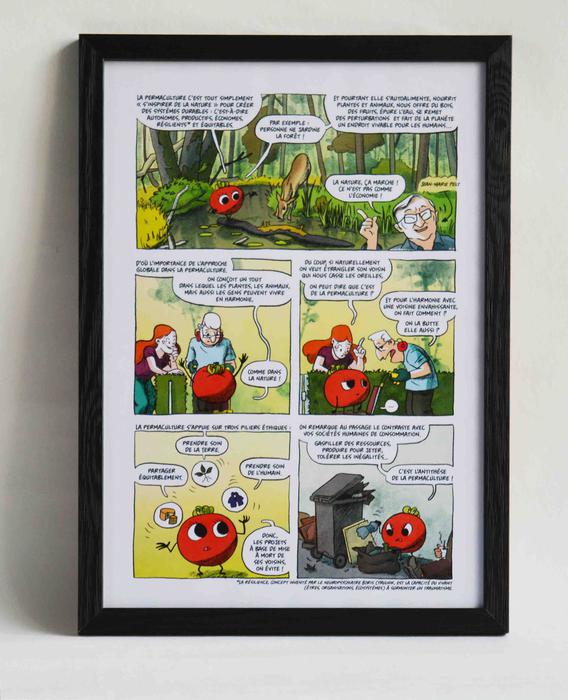 LA PERMACULTURE C'EST TOUT SIMPLEMENT
« S'INSPIRER DE LA NATURE » POUR CRÉER
DES SYSTÈMES DURABLES : C'EST-À-DIRE
AUTONOMES, PRODUCTIFS, ÉCONOMES,
RÉSILIENTS* ET ÉQUITABLES.
PAR EXEMPLE :
PERSONNE NE JARDINE
LA FORÊT !
ET POURTANT ELLE S'AUTOALIMENTE, NOURRIT
PLANTES ET ANIMAUX, NOUS OFFRE DU BOIS,
DES FRUITS, ÉPURE L'EAU, SE REMET
DES PERTURBATIONS ET FAIT DE LA PLANÈTE
UN ENDROIT VIVABLE POUR LES HUMAINS...
LA NATURE, ÇA MARCHE !
CE N'EST PAS COMME
L'ÉCONOMIE !
JEAN-MARIE PELT
D'OÙ L'IMPORTANCE DE L'APPROCHE
GLOBALE DANS LA PERMACULTURE.
ON CONÇOIT UN TOUT
DANS LEQUEL LES PLANTES, LES ANIMAUX,
MAIS AUSSI LES GENS PEUVENT VIVRE
EN HARMONIE,
COMME DANS
LA NATURE !
DU COUP, SI NATURELLEMENT
ON VEUT ÉTRANGLER SON VOISIN
QUI NOUS CASSE LES OREILLES,
ON PEUT DIRE QUE C'EST
DE LA PERMACULTURE ?
ET POUR L'HARMONIE AVEC
UNE VOISINE ENVAHISSANTE,
ON FAIT COMMENT ?
ON LA BUTTE
ELLE AUSSI ?
...
LA PERMACULTURE S'APPUIE SUR TROIS PILIERS ÉTHIQUES :
PRENDRE SOIN
DE LA TERRE,
PARTAGER
ÉQUITABLEMENT.
PRENDRE SOIN
DE L'HUMAIN,
DONC,
LES PROJETS
À BASE DE MISE
À MORT DE
SES VOISINS,
ON ÉVITE !
ON REMARQUE AU PASSAGE LE CONTRASTE AVEC
VOS SOCIÉTÉS HUMAINES DE CONSOMMATION.
GASPILLER DES RESSOURCES,
PRODUIRE POUR JETER,
TOLÉRER LES INÉGALITÉS...
C'EST L'ANTITHÈSE
DE LA PERMACULTURE !
*LA RÉSILIENCE, CONCEPT INVENTÉ PAR LE NEUROPSYCHIATRE BORIS CYRULNIK, EST LA CAPACITÉ DU VIVANT
(ÊTRES, ORGANISATIONS, ÉCOSYSTÈMES) À SURMONTER UN TRAUMATISME.